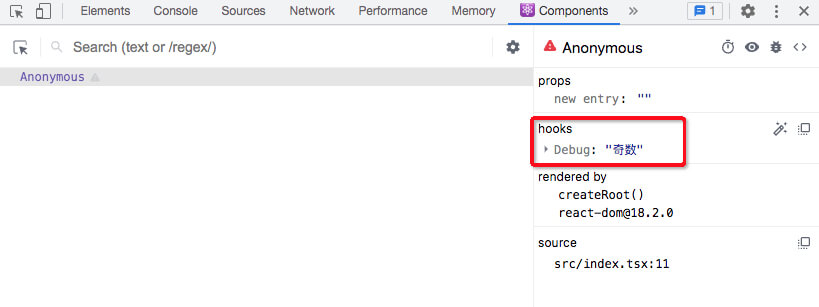 Elements Console Sources Network Performance Memory Components » 1
Search (text or /regex/)
Anonymous
Anonymous
props
new entry: ""
hooks
Debug: "奇数"
rendered by
createRoot()
react-dom@18.2.0
source
src/index.tsx:11